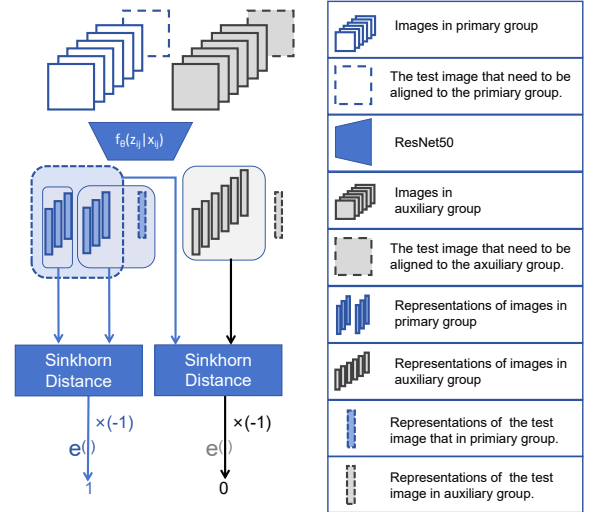 f_θ(z_ij|x_ij)
Sinkhorn
Distance
Sinkhorn
Distance
×(-1)
×(-1)
e^(·)
e^(·)
1
0
Images in primary group
The test image that need to be
aligned to the primiary group.
ResNet50
Images in
auxiliary group
The test image that need to be
aligned to the axuiliary group.
Representations of images in
primary group
Representations of images in
auxiliary group
Representations of the test
image that in primiary group.
Representations of the test
image in auxiliary group.